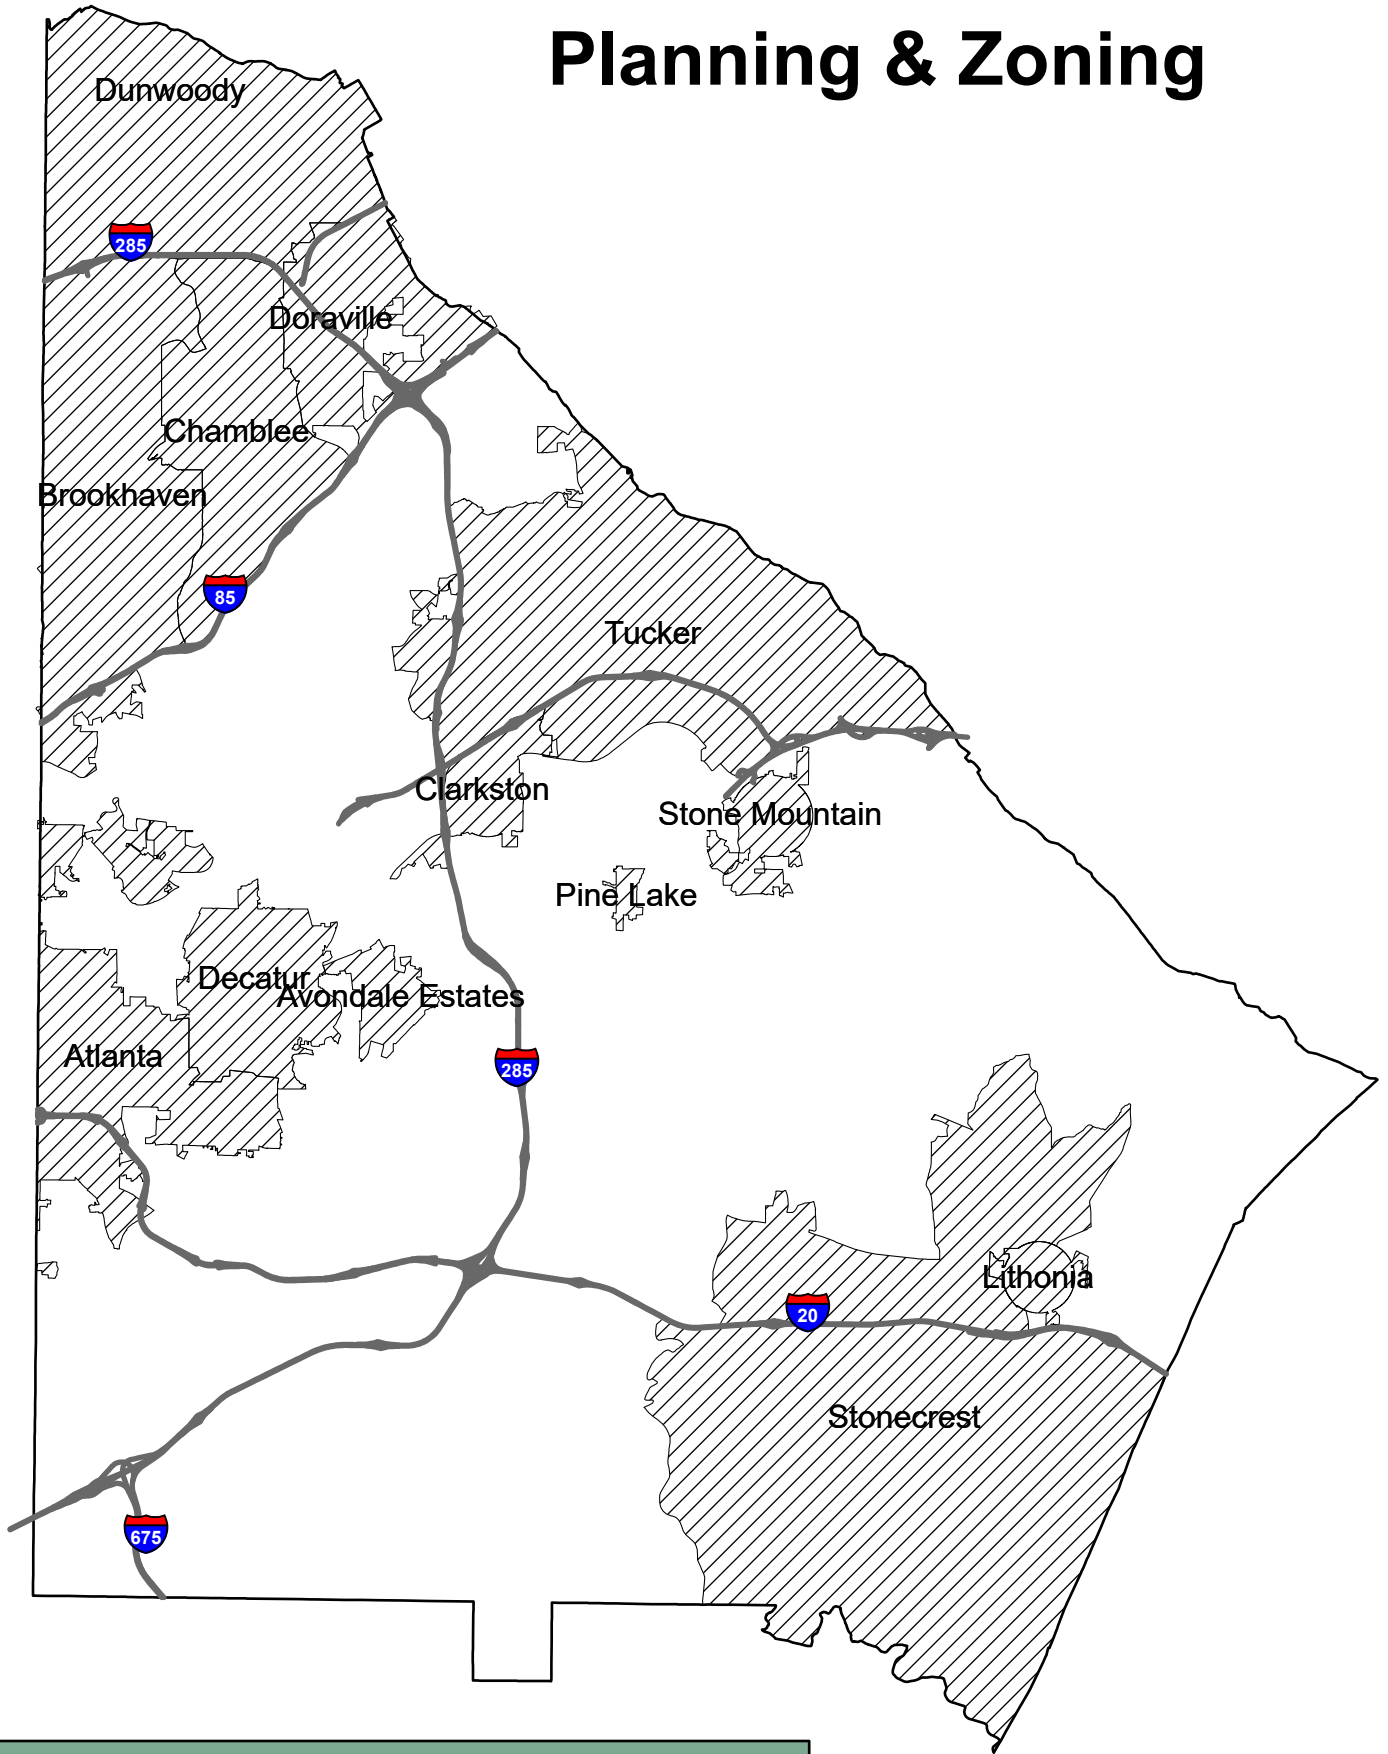 Planning & Zoning
Dunwoody
285
Doraville
Chamblee
Brookhaven
85
Tucker
Clarkston
Stone Mountain
Pine Lake
Decatur
Avondale Estates
Atlanta
285
Lithonia
20
Stonecrest
675